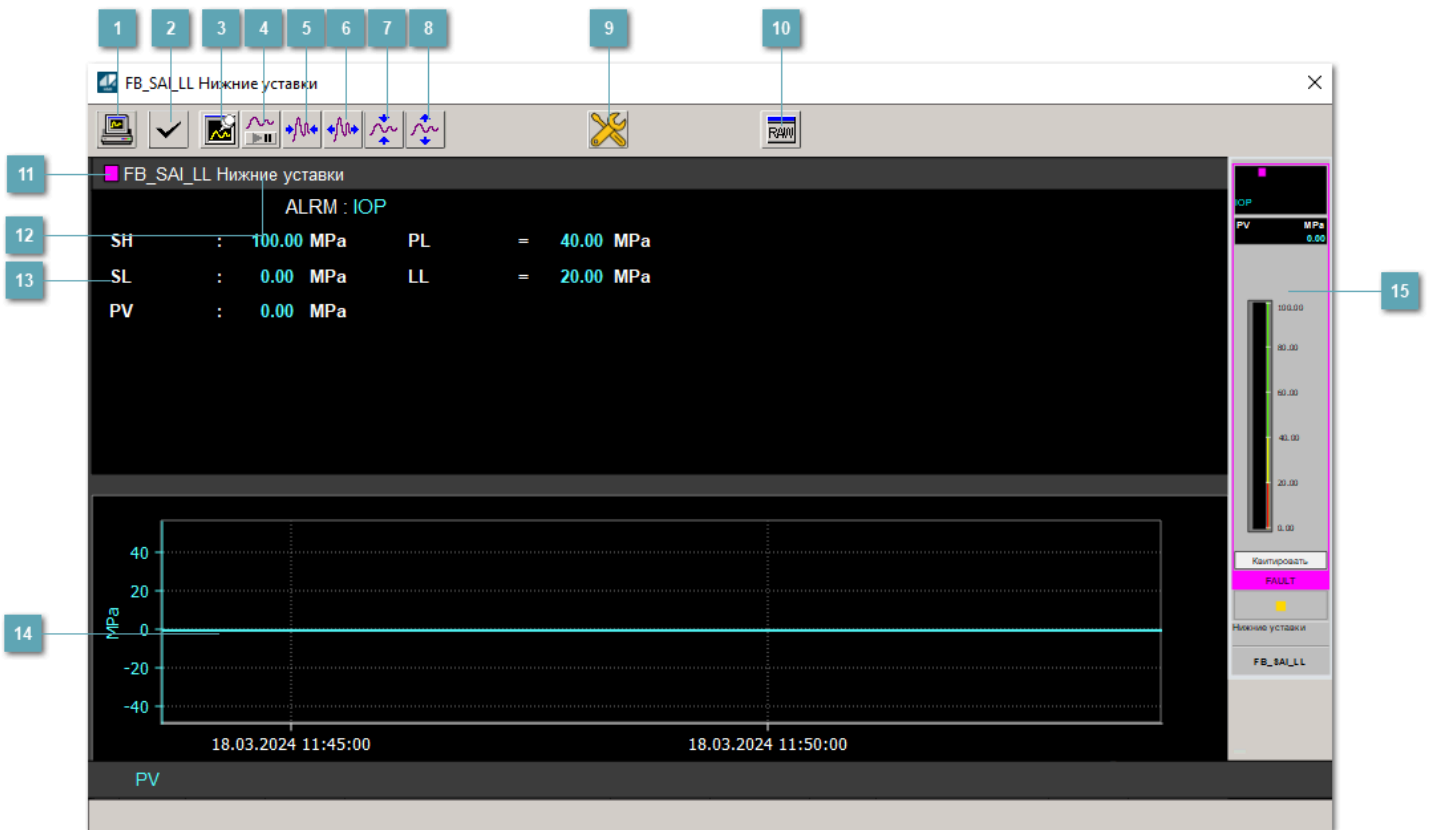 1 2 3 4 5 6 7 8 9 10
FB_SAI_LL Нижние уставки
RAW
11
FB_SAI_LL Нижние уставки
ALRM : IOP
IOP
12
SH : 100.00 MPa PL = 40.00 MPa
PV MPa
0.00
13
SL : 0.00 MPa LL = 20.00 MPa
15
PV : 0.00 MPa
100.00
80.00
60.00
40.00
20.00
0.00
Квитировать
FAULT
Нижние уставки
FB_SAI_LL
14
MPa
40
20
0
-20
-40
18.03.2024 11:45:00 18.03.2024 11:50:00
PV